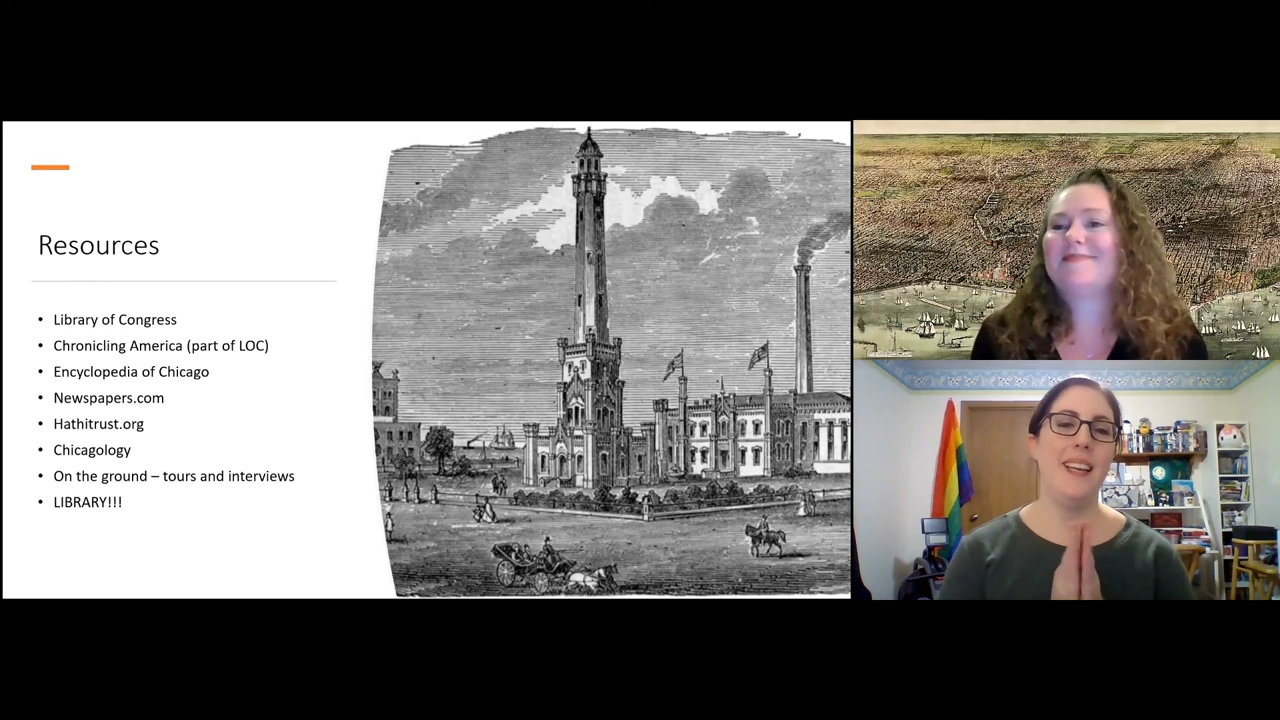 Resources
• Library of Congress
• Chronicling America (part of LOC)
• Encyclopedia of Chicago
• Newspapers.com
• Hathitrust.org
• Chicagology
• On the ground – tours and interviews
• LIBRARY!!!